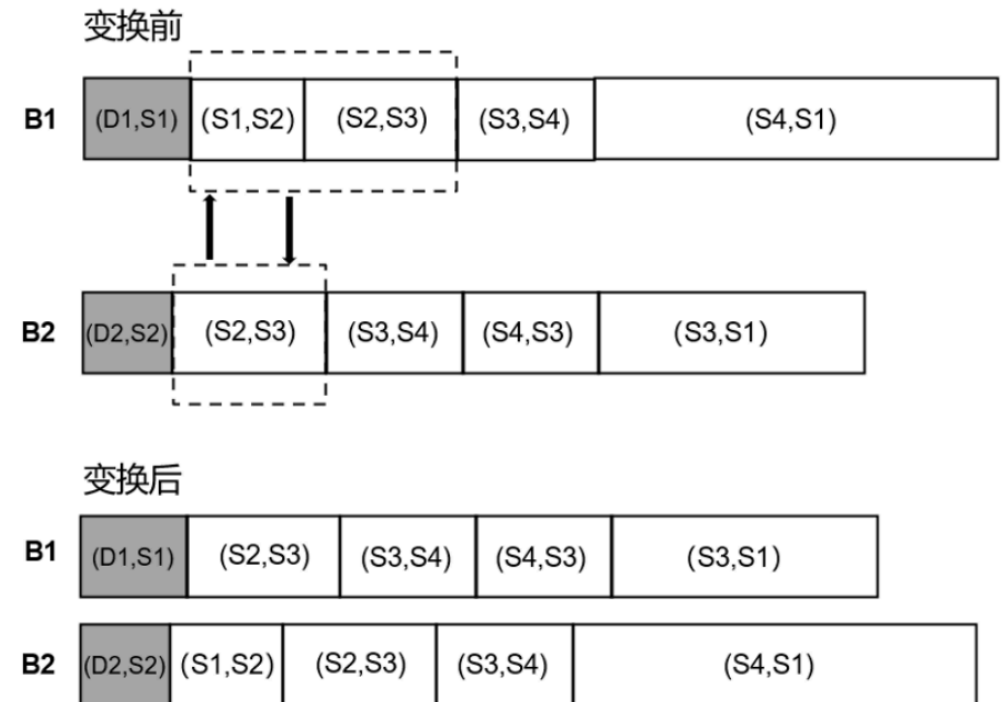 变换前
B1 (D1,S1) (S1,S2) (S2,S3) (S3,S4) (S4,S1)
B2 (D2,S2) (S2,S3) (S3,S4) (S4,S3) (S3,S1)
变换后
B1 (D1,S1) (S2,S3) (S3,S4) (S4,S3) (S3,S1)
B2 (D2,S2) (S1,S2) (S2,S3) (S3,S4) (S4,S1)